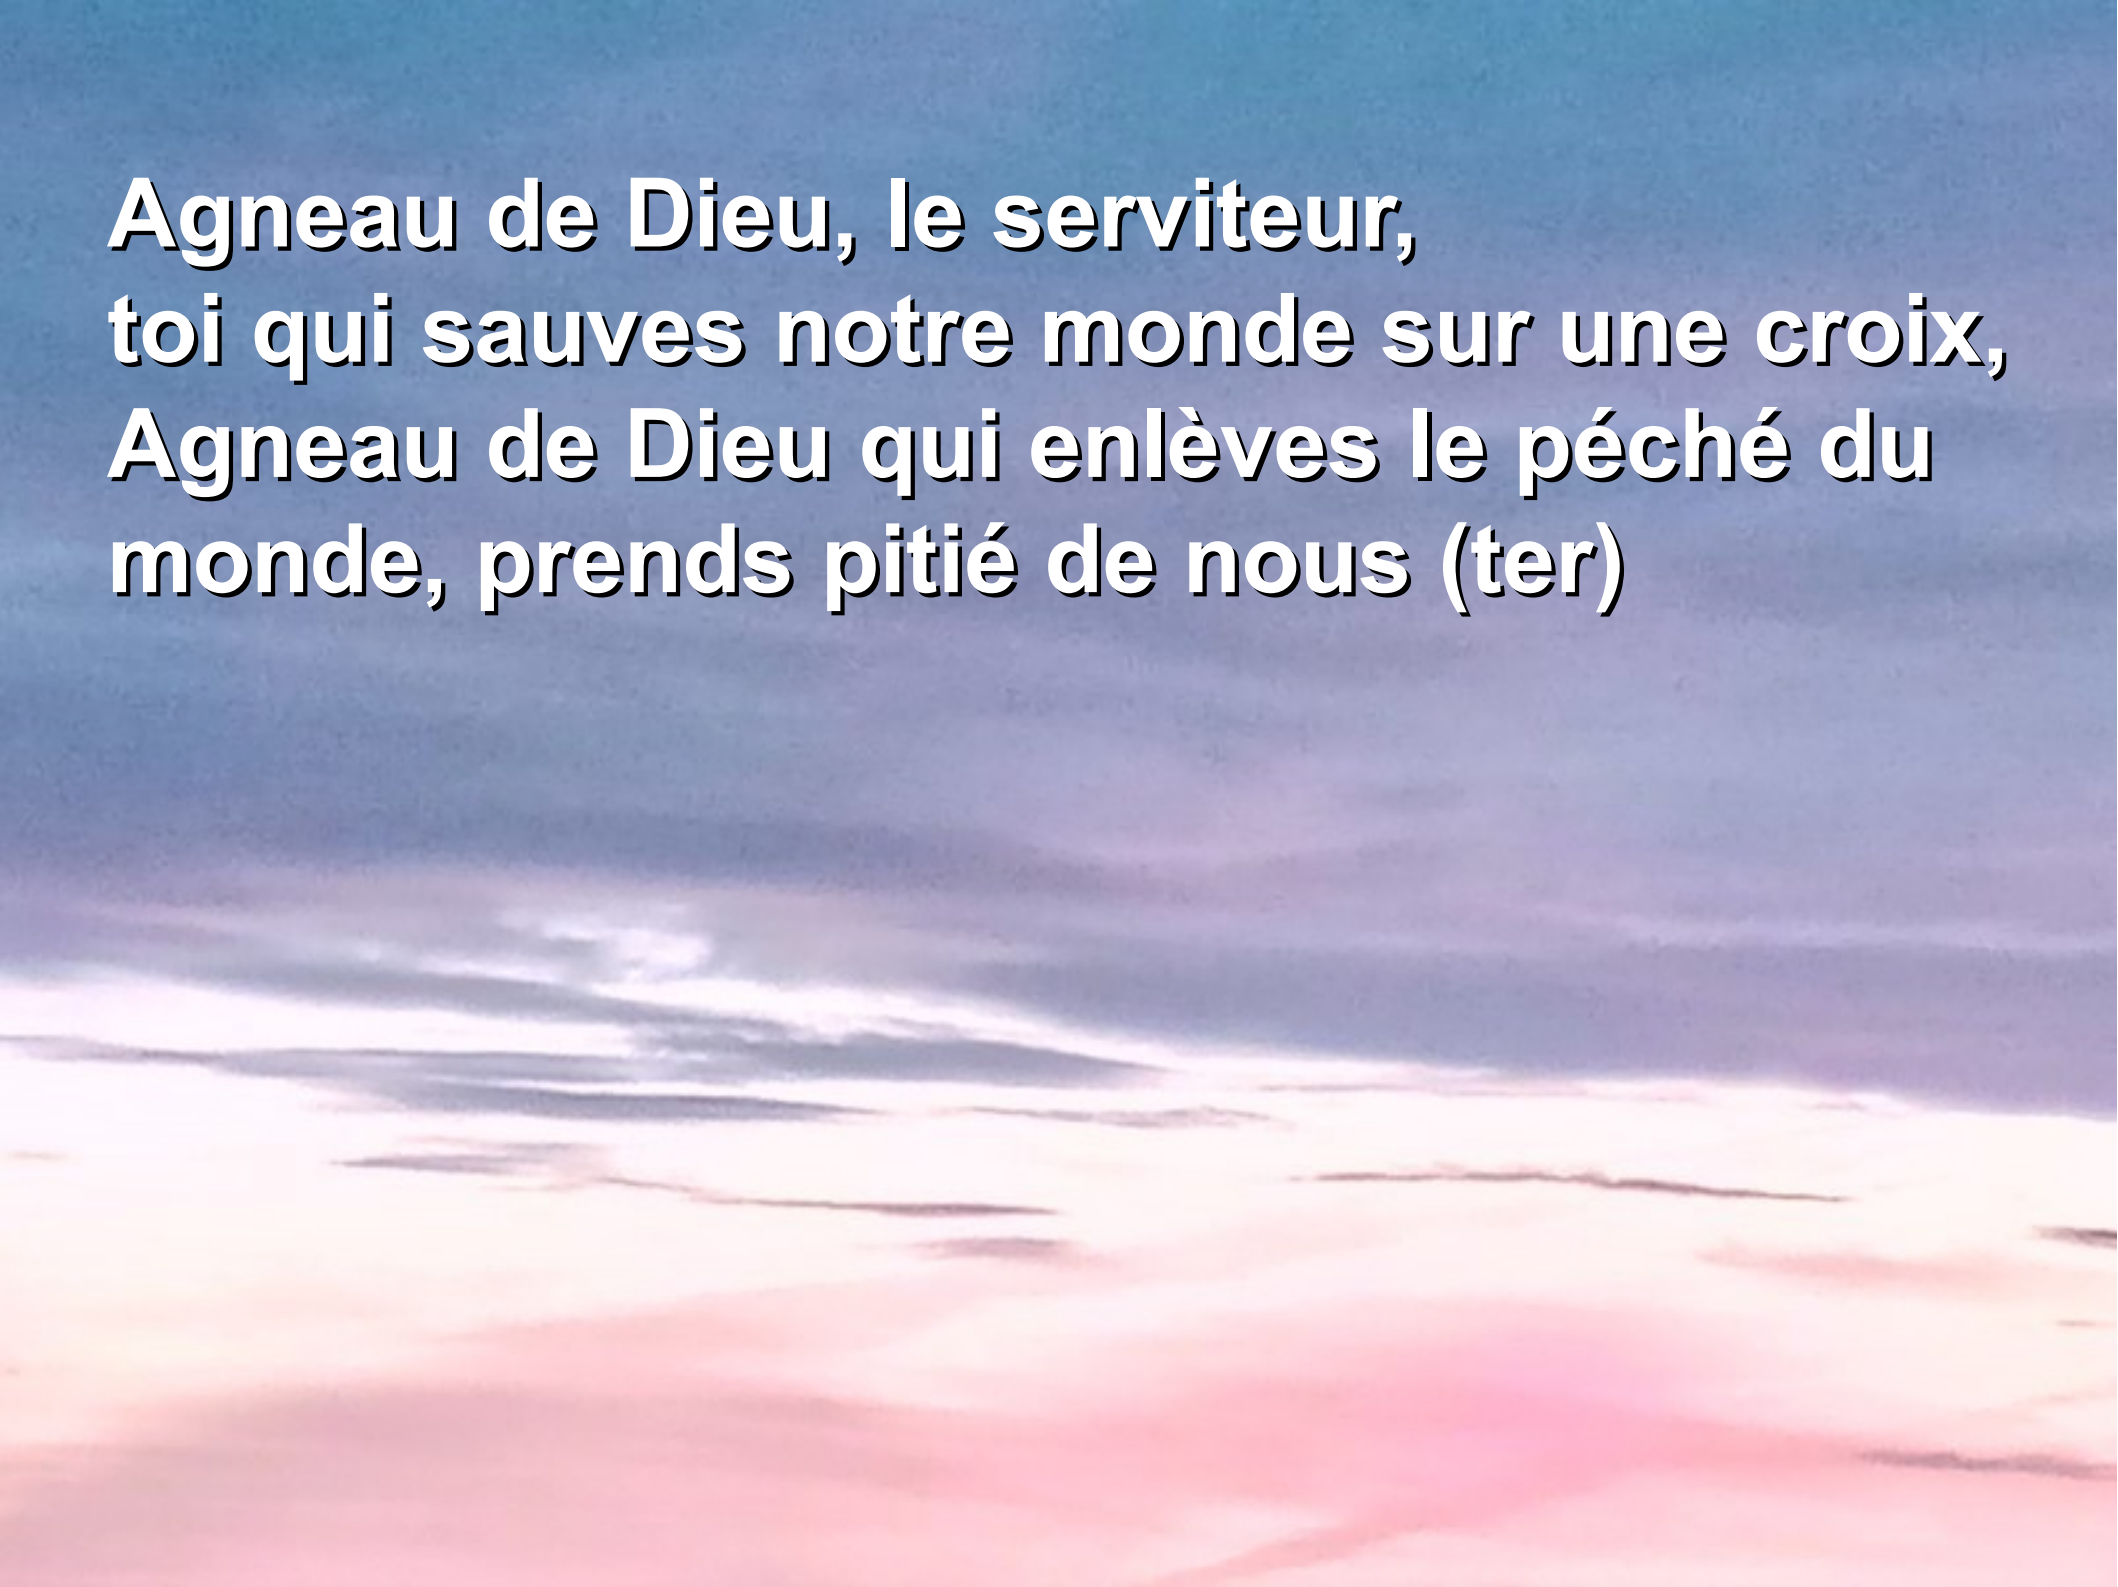 Agneau de Dieu, le serviteur,
toi qui sauves notre monde sur une croix,
Agneau de Dieu qui enlèves le péché du
monde, prends pitié de nous (ter)